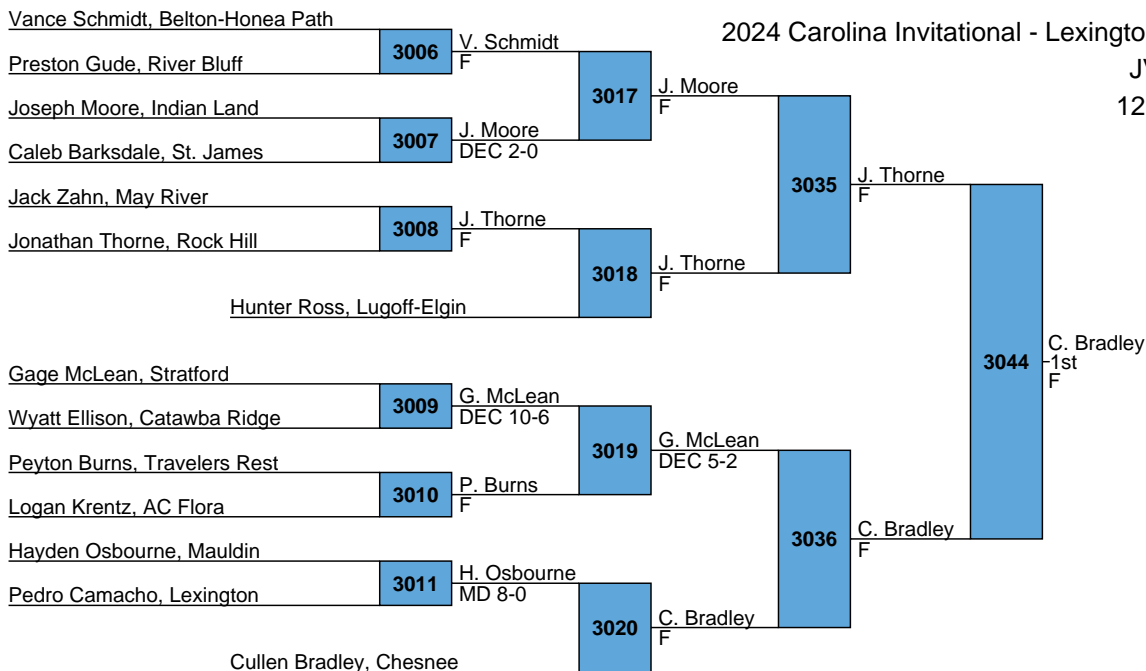 2024 Carolina Invitational - Lexingto
JV
12
Vance Schmidt, Belton-Honea Path
3006
V. Schmidt
F
Preston Gude, River Bluff
3017
J. Moore
F
Joseph Moore, Indian Land
3007
J. Moore
DEC 2-0
Caleb Barksdale, St. James
3035
J. Thorne
F
Jack Zahn, May River
3008
J. Thorne
F
Jonathan Thorne, Rock Hill
3018
J. Thorne
F
Hunter Ross, Lugoff-Elgin
3044
C. Bradley
1st
F
Gage McLean, Stratford
3009
G. McLean
DEC 10-6
Wyatt Ellison, Catawba Ridge
3019
G. McLean
DEC 5-2
Peyton Burns, Travelers Rest
3010
P. Burns
F
Logan Krentz, AC Flora
3036
C. Bradley
F
Hayden Osbourne, Mauldin
3011
H. Osbourne
MD 8-0
Pedro Camacho, Lexington
3020
C. Bradley
F
Cullen Bradley, Chesnee